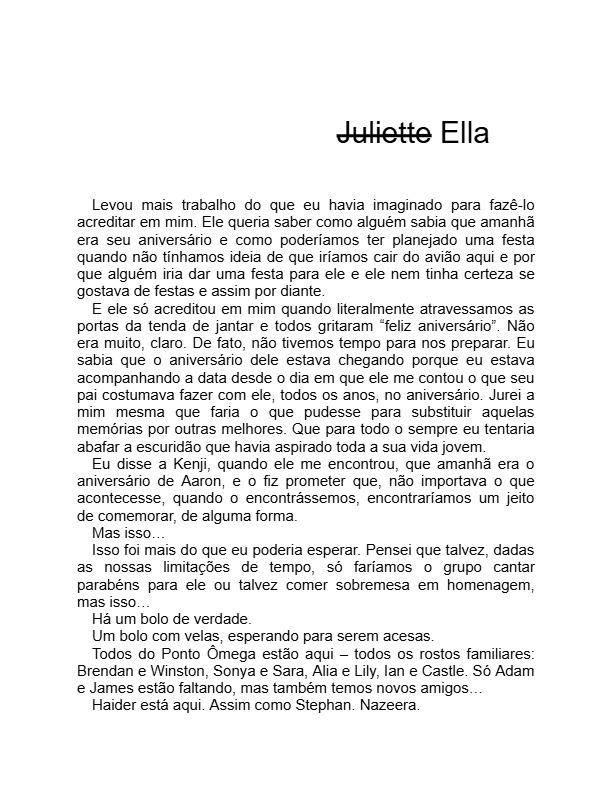 Juliette Ella
Levou mais trabalho do que eu havia imaginado para fazê-lo
acreditar em mim. Ele queria saber como alguém sabia que amanhã
era seu aniversário e como poderíamos ter planejado uma festa
quando não tínhamos ideia de que iríamos cair do avião aqui e por
que alguém iria dar uma festa para ele e ele nem tinha certeza se
gostava de festas e assim por diante.
E ele só acreditou em mim quando literalmente atravessamos as
portas da tenda de jantar e todos gritaram “feliz aniversário”. Não
era muito, claro. De fato, não tivemos tempo para nos preparar. Eu
sabia que o aniversário dele estava chegando porque eu estava
acompanhando a data desde o dia em que ele me contou o que seu
pai costumava fazer com ele, todos os anos, no aniversário. Jurei a
mim mesma que faria o que pudesse para substituir aquelas
memórias por outras melhores. Que para todo o sempre eu tentaria
abafar a escuridão que havia aspirado toda a sua vida jovem.
Eu disse a Kenji, quando ele me encontrou, que amanhã era o
aniversário de Aaron, e o fiz prometer que, não importava o que
acontecesse, quando o encontrássemos, encontraríamos um jeito
de comemorar, de alguma forma.
Mas isso…
Isso foi mais do que eu poderia esperar. Pensei que talvez, dadas
as nossas limitações de tempo, só faríamos o grupo cantar
parabéns para ele ou talvez comer sobremesa em homenagem,
mas isso…
Há um bolo de verdade.
Um bolo com velas, esperando para serem acesas.
Todos do Ponto Ômega estão aqui – todos os rostos familiares:
Brendan e Winston, Sonya e Sara, Alia e Lily, Ian e Castle. Só Adam
e James estão faltando, mas também temos novos amigos…
Haider está aqui. Assim como Stephan. Nazeera.